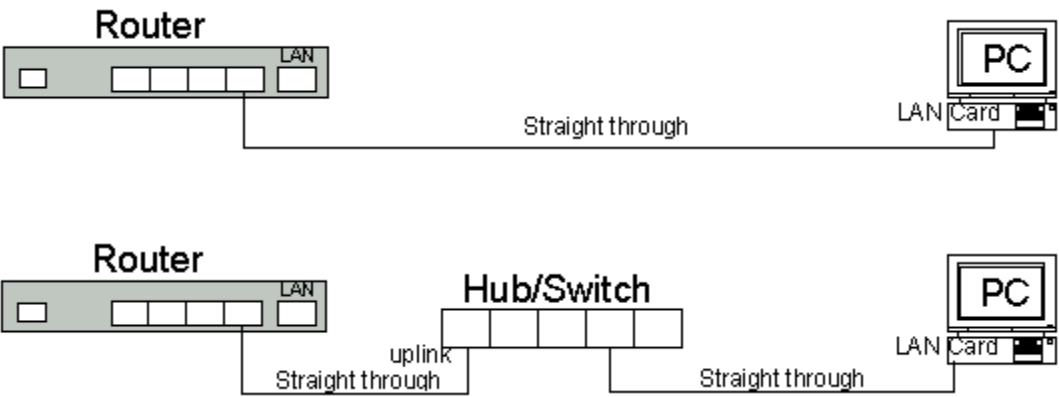 Router
LAN
PC
LAN Card
Straight through
Router
LAN
Hub/Switch
PC
LAN Card
uplink
Straight through
Straight through